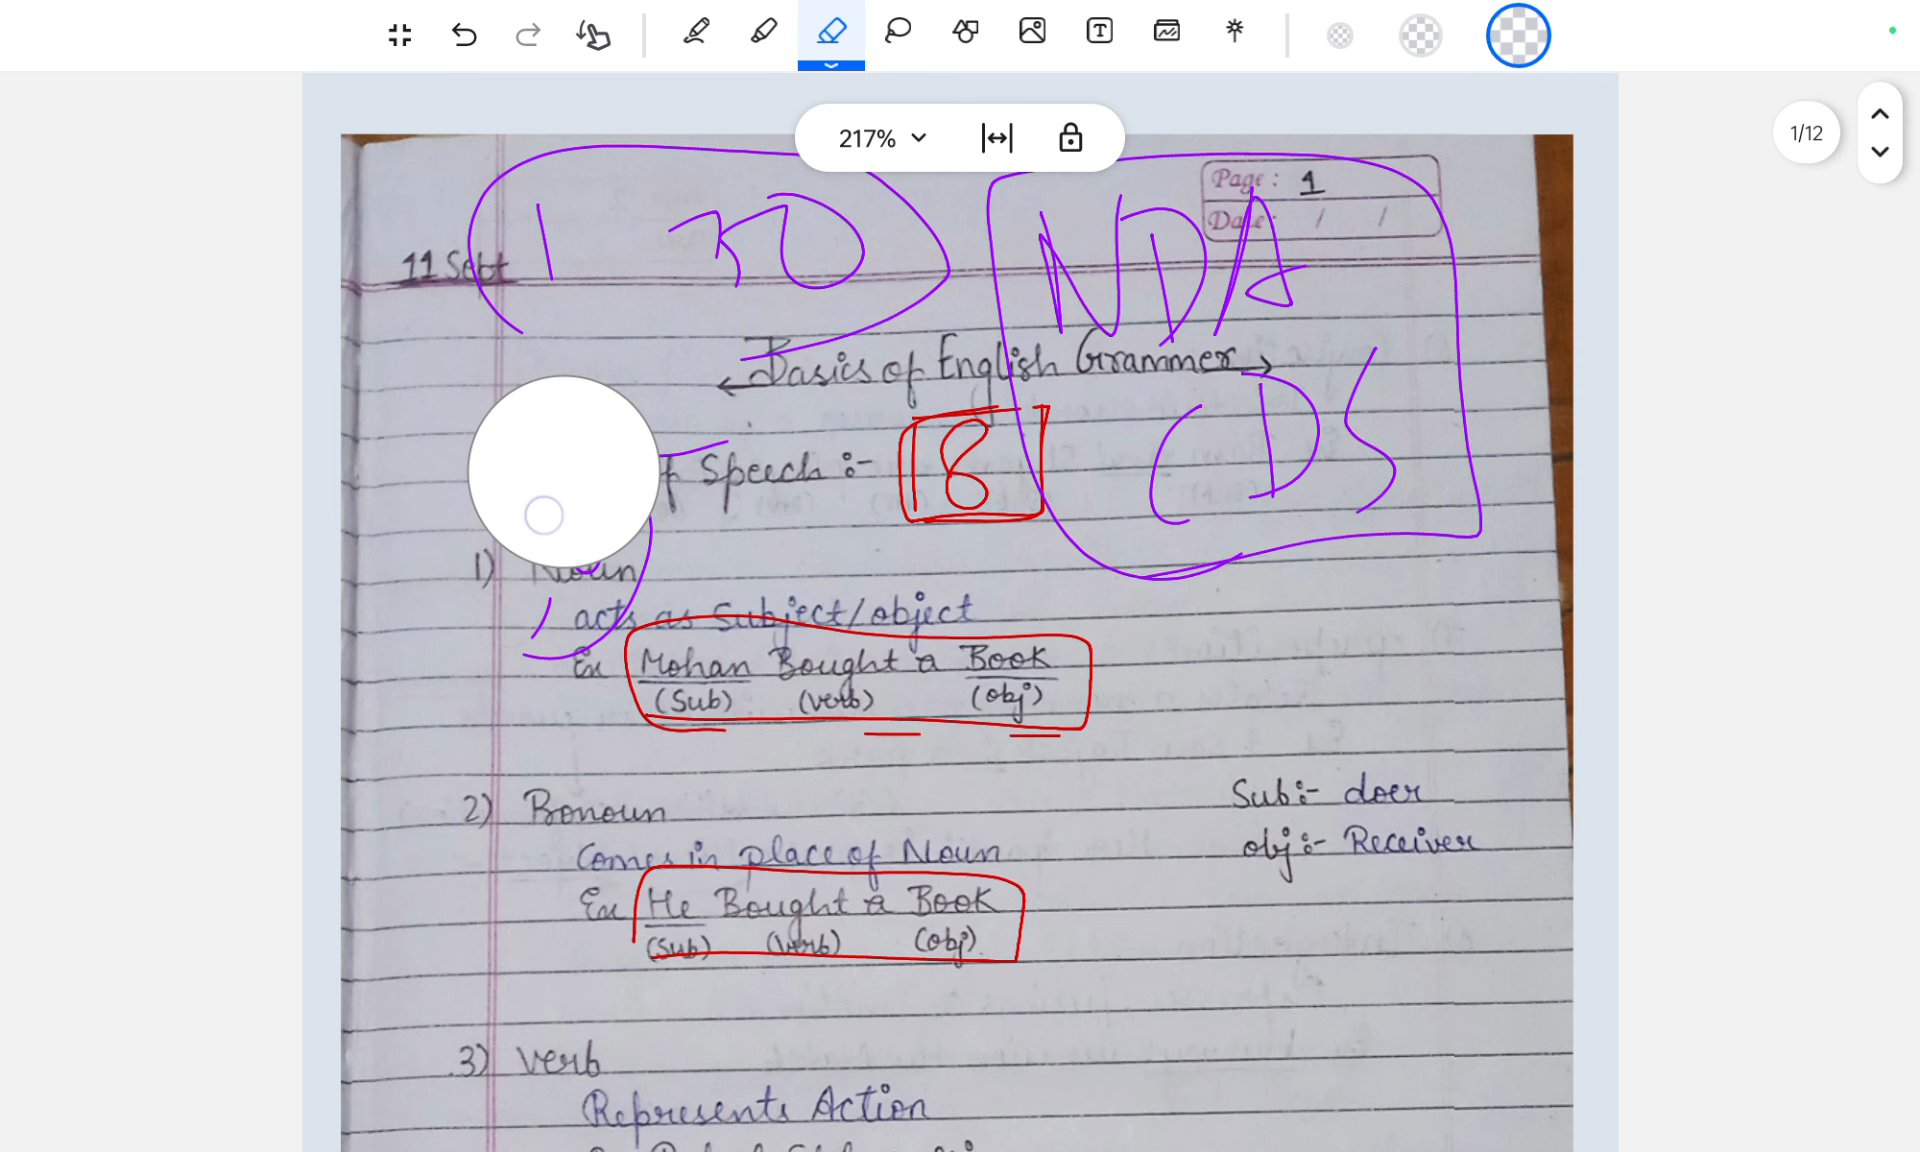 217%
1/12
Page: 1
Date: / /
1 30
NDA
11 Sept
Basics of English Grammer
CDS
Speech :- 8
1) Noun
acts as Subject/object
Ex Mohan Bought a Book
(Sub) (verb) (obj)
2) Pronoun
Sub:- doer
Comes in place of Noun
obj:- Receiver
Ex He Bought a Book
(Sub) (verb) (obj)
3) Verb
Represents Action